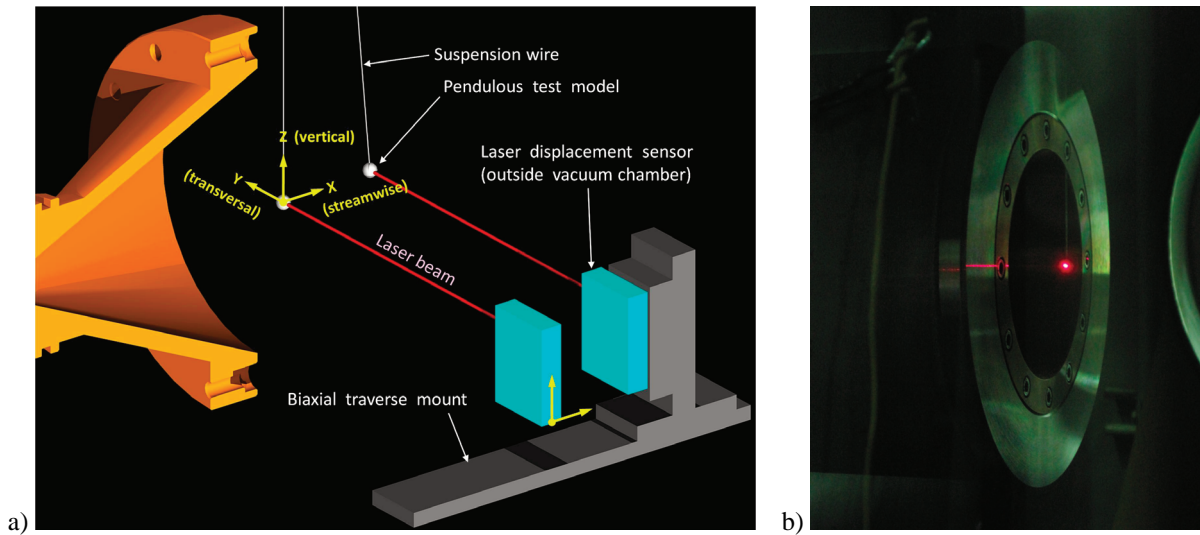 Suspension wire
Pendulous test model
Z (vertical)
Laser displacement sensor
(outside vacuum chamber)
Y
X
(transversal)
(streamwise)
Laser beam
Biaxial traverse mount
a)
b)